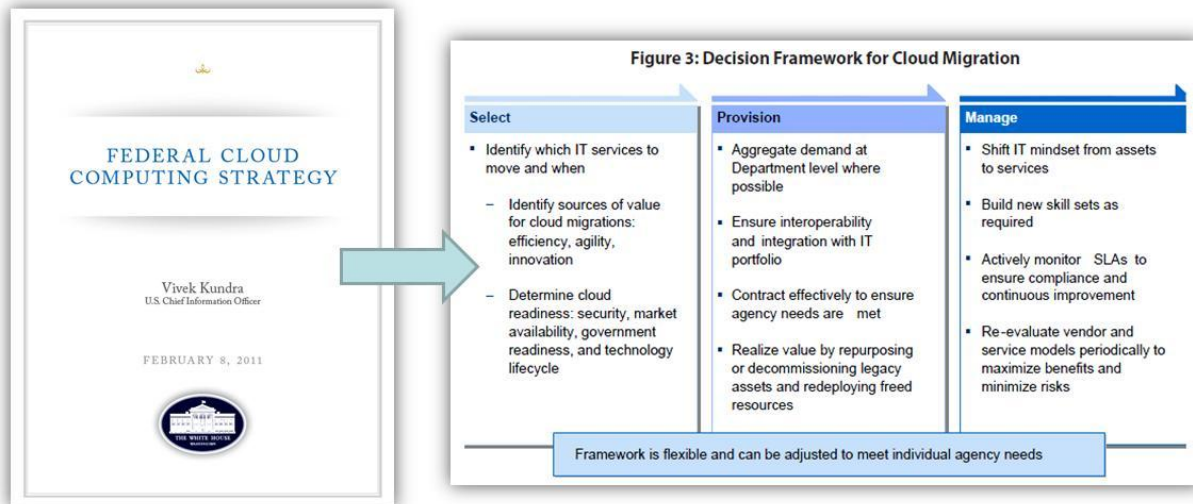 FEDERAL CLOUD
COMPUTING STRATEGY
Vivek Kundra
U.S. Chief Information Officer
FEBRUARY 8, 2011
THE WHITE HOUSE
WASHINGTON
Figure 3: Decision Framework for Cloud Migration
Select
▪ Identify which IT services to
move and when
– Identify sources of value
for cloud migrations:
efficiency, agility,
innovation
– Determine cloud
readiness: security, market
availability, government
readiness, and technology
lifecycle
Provision
▪ Aggregate demand at
Department level where
possible
▪ Ensure interoperability
and integration with IT
portfolio
▪ Contract effectively to ensure
agency needs are met
▪ Realize value by repurposing
or decommissioning legacy
assets and redeploying freed
resources
Manage
▪ Shift IT mindset from assets
to services
▪ Build new skill sets as
required
▪ Actively monitor SLAs to
ensure compliance and
continuous improvement
▪ Re-evaluate vendor and
service models periodically to
maximize benefits and
minimize risks
Framework is flexible and can be adjusted to meet individual agency needs